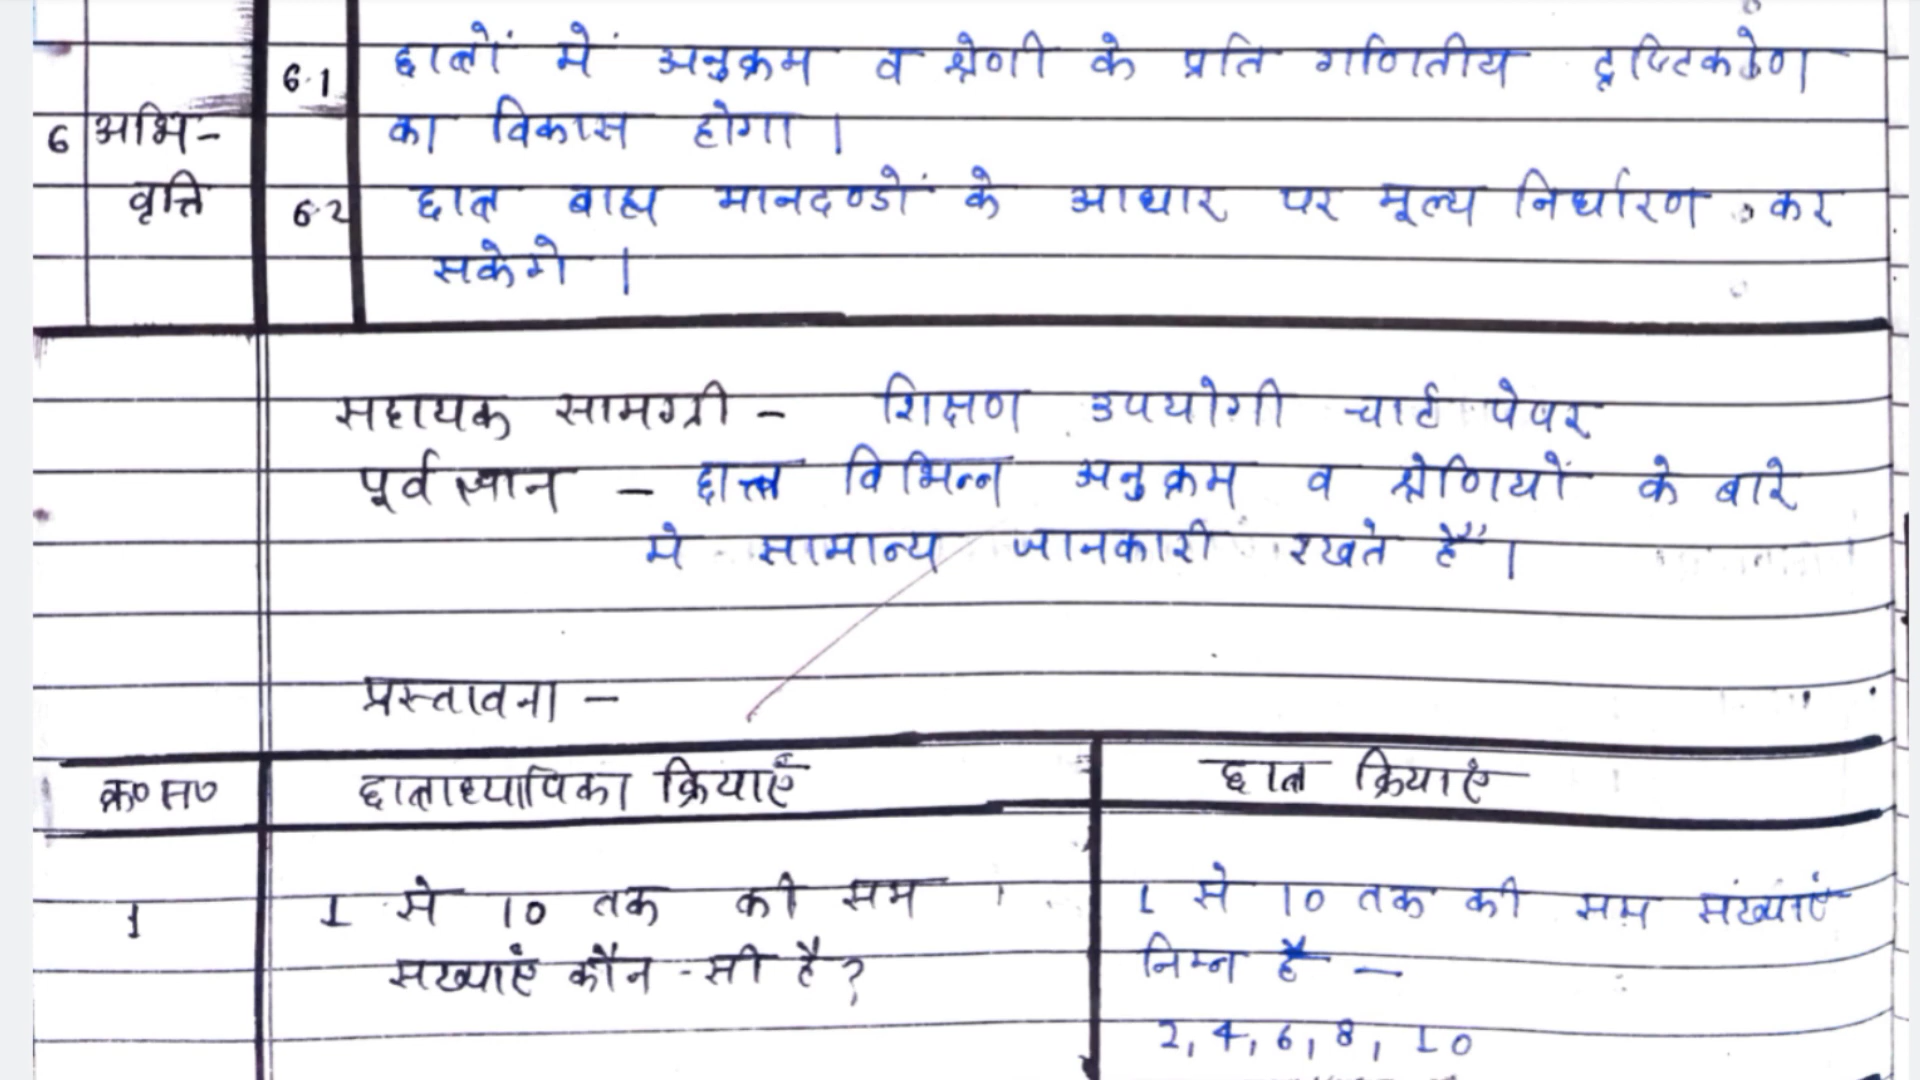 6.1 छात्रों में अनुक्रम व श्रेणी के प्रति गणितीय दृष्टिकोण
6 अभि- का विकास होगा।
वृत्ति 6.2 छात्र बाह्य मानदण्डों के आधार पर मूल्य निर्धारण कर
सकेगे।
सहायक सामग्री - शिक्षण उपयोगी चार्ट पेपर
पूर्व ज्ञान - छात्र विभिन्न अनुक्रम व श्रेणियों के बारे
मे सामान्य जानकारी रखते हैं।
प्रस्तावना -
क्र० स० छात्राध्यापिका क्रियाएँ छात्र क्रियाएं
1 1 से 10 तक की सम 1 से 10 तक की सम संख्याएं
सख्याएं कौन-सी है? निम्न है -
2, 4, 6, 8, 10